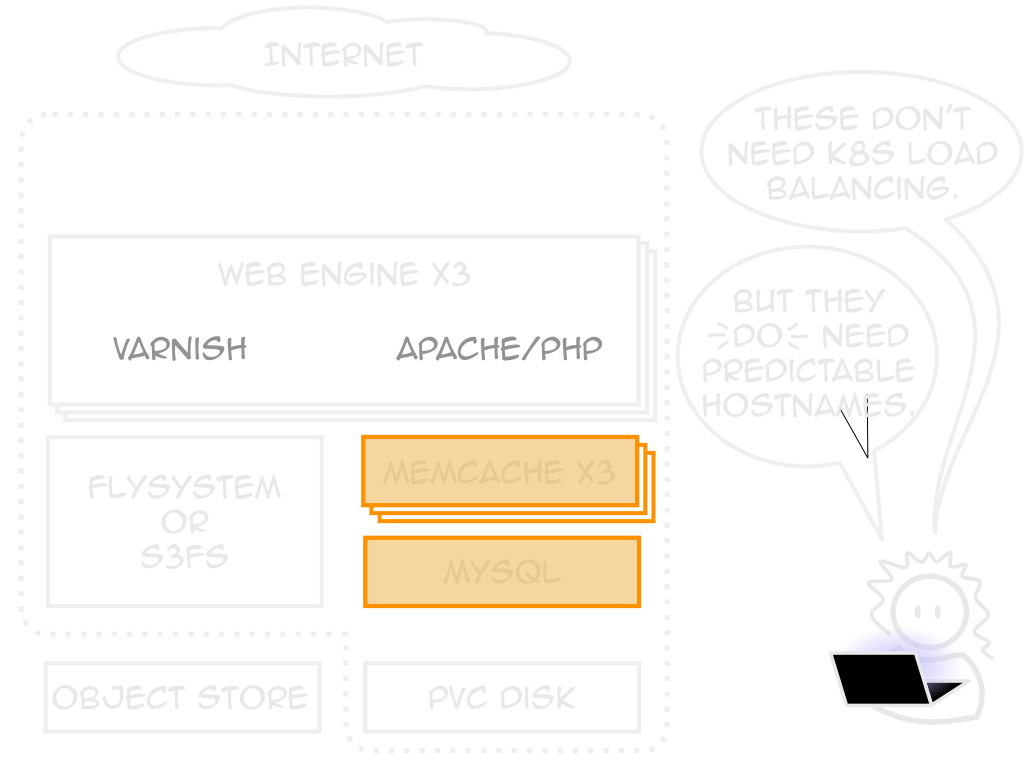 INTERNET
THESE DON'T
NEED K8S LOAD
BALANCING.
WEB ENGINE X3
VARNISH
APACHE/PHP
BUT THEY
DO NEED
PREDICTABLE
HOSTNAMES.
FLYSYSTEM
OR
S3FS
MEMCACHE X3
MYSQL
OBJECT STORE
PVC DISK